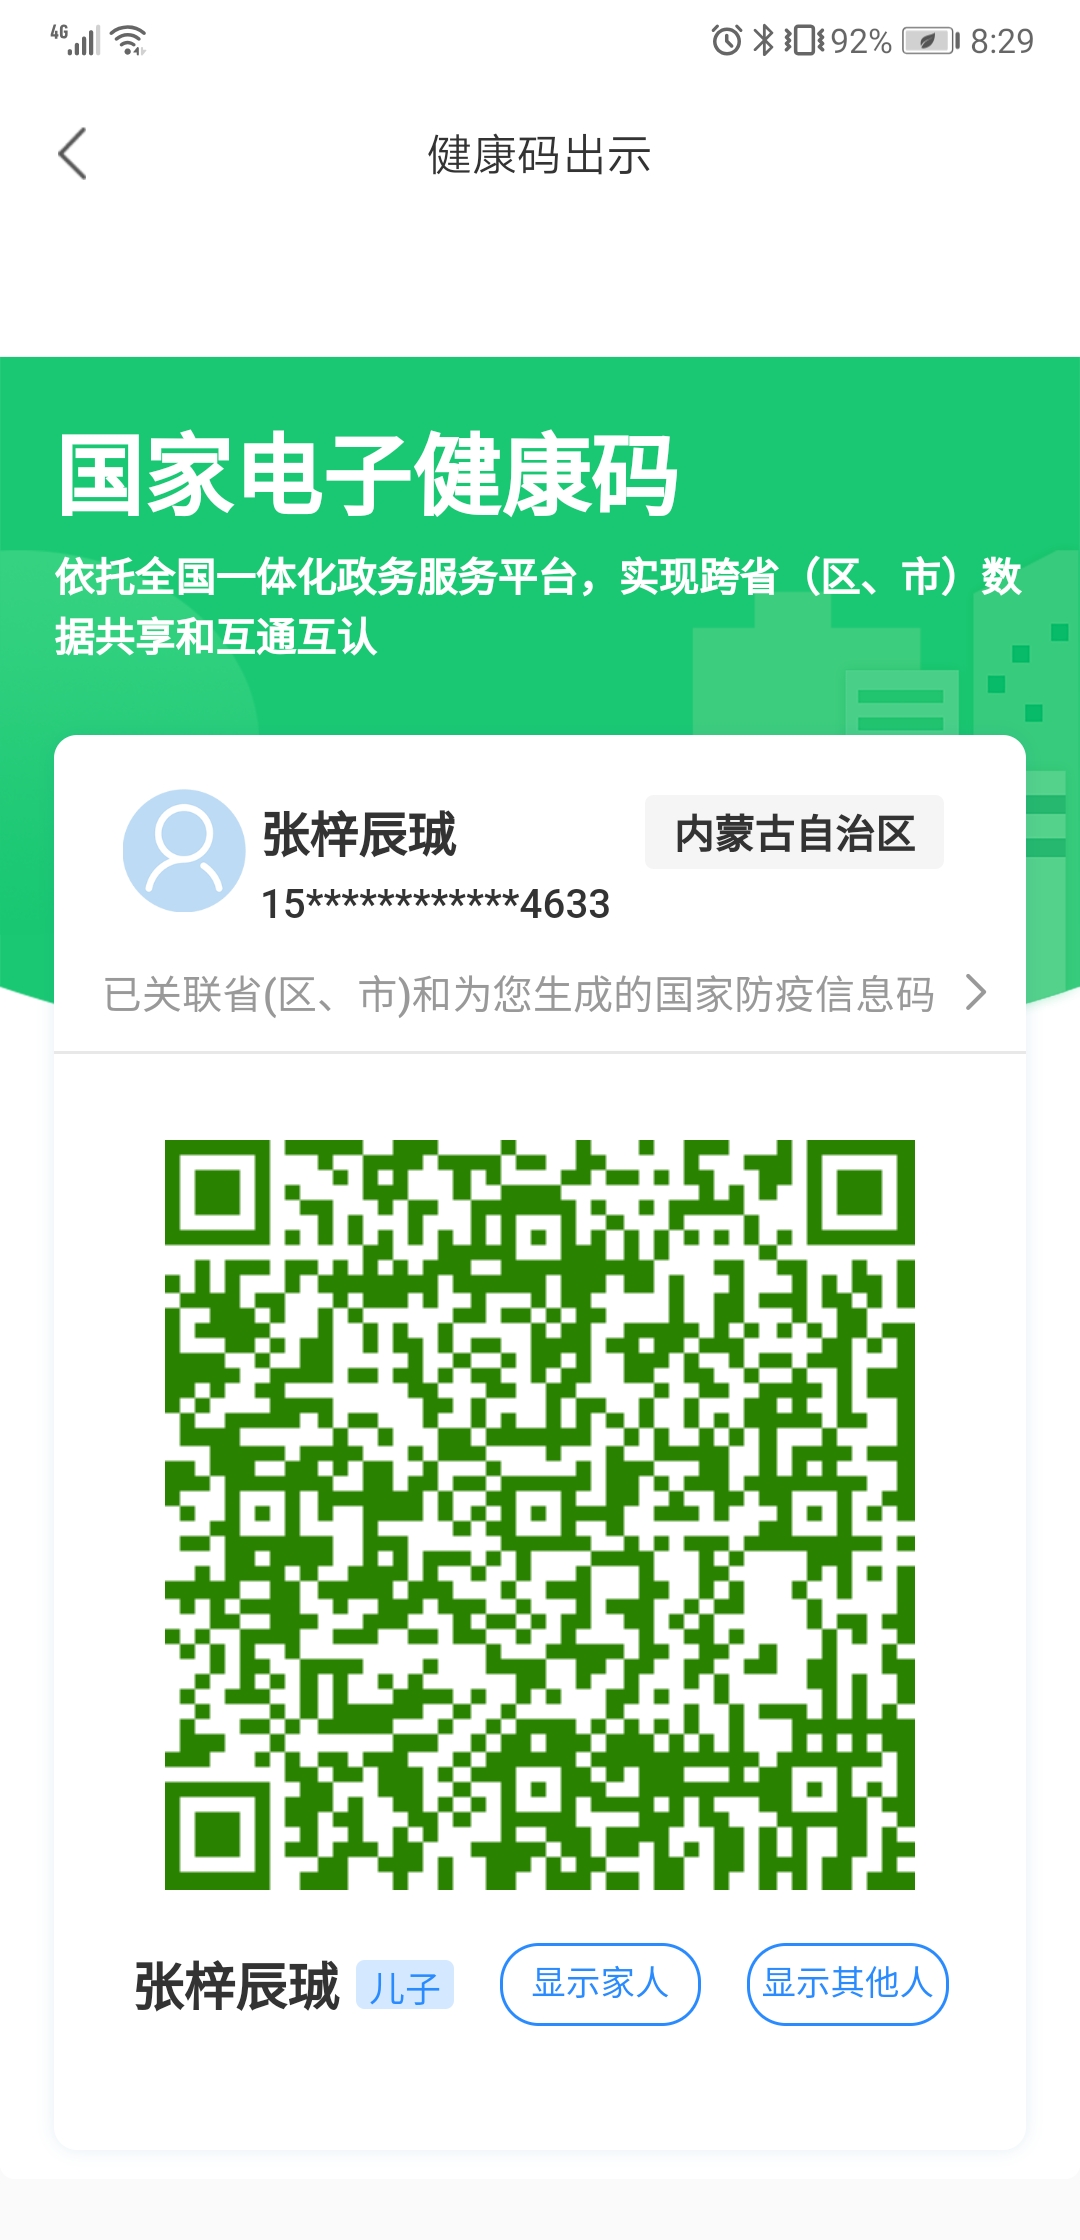 4G 92% 8:29
健康码出示
国家电子健康码
依托全国一体化政务服务平台，实现跨省（区、市）数
据共享和互通互认
张梓辰珹 内蒙古自治区
15************4633
已关联省(区、市)和为您生成的国家防疫信息码
张梓辰珹 儿子 显示家人 显示其他人